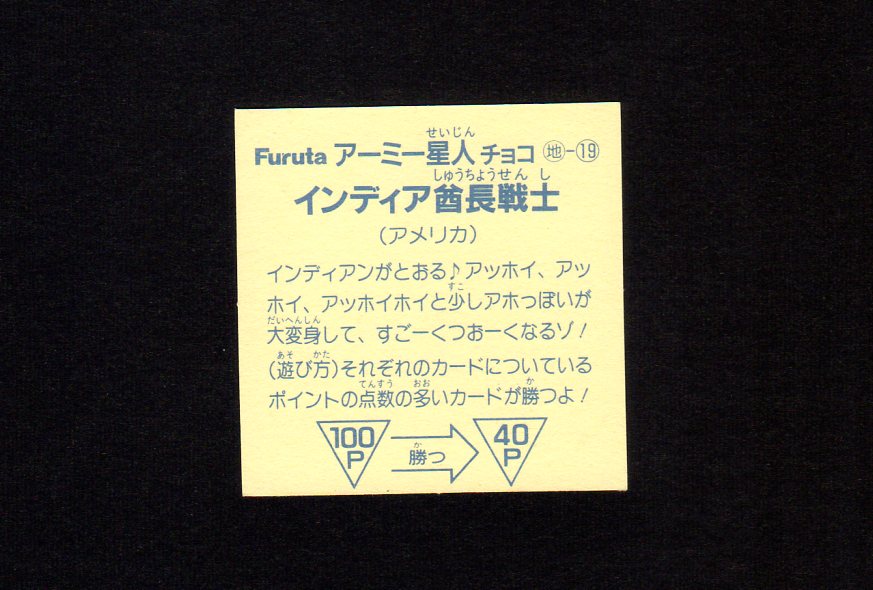 Furuta アーミー星人チョコ ㊞地-⑲
インディア酋長戦士
(アメリカ)
インディアンがとおる♪アッホイ、アッ
ホイ、アッホイホイと少しアホっぽいが
大変身して、すごーくつおーくなるゾ!
(遊び方)それぞれのカードについている
ポイントの点数の多いカードが勝つよ!
100 P 勝つ 40 P